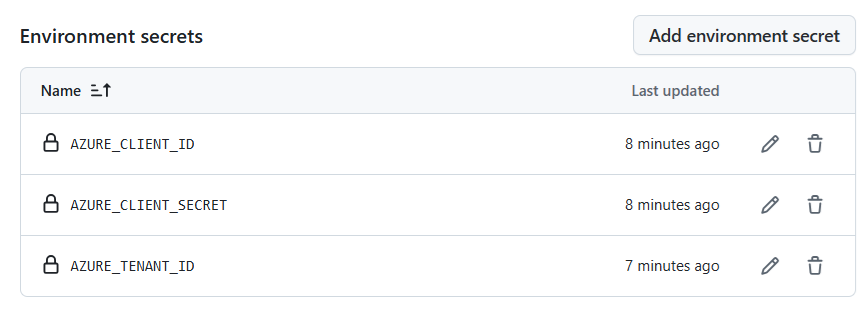 Environment secrets
Add environment secret
Name
Last updated
AZURE_CLIENT_ID
8 minutes ago
AZURE_CLIENT_SECRET
8 minutes ago
AZURE_TENANT_ID
7 minutes ago